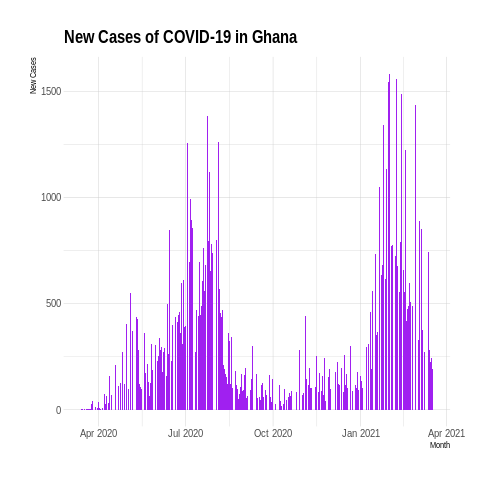 New Cases of COVID-19 in Ghana
New Cases
1500
1000
500
0
Apr 2020 Jul 2020 Oct 2020 Jan 2021 Apr 2021
Month